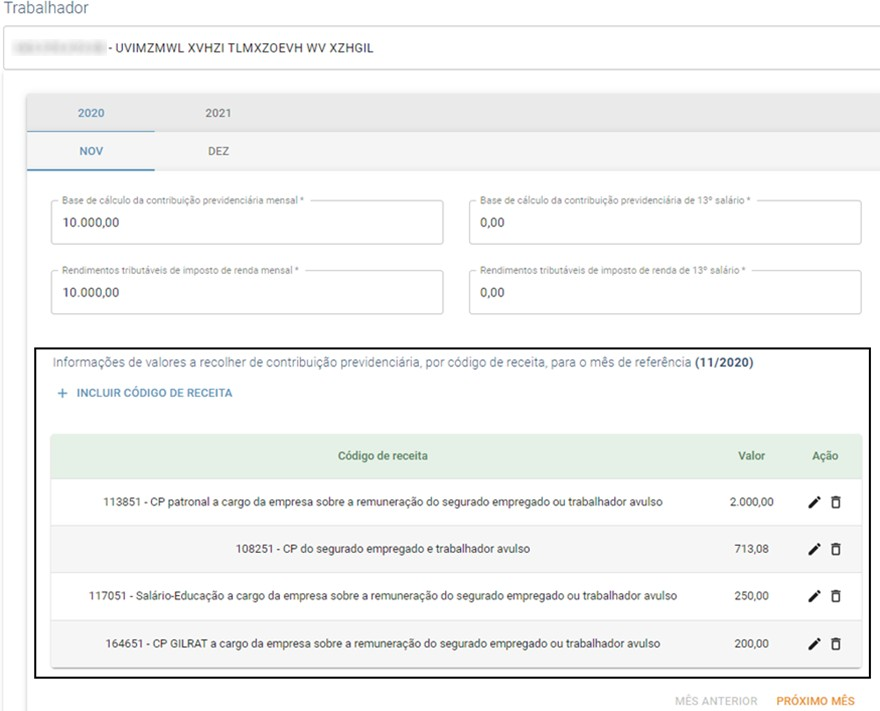 Trabalhador
- UVIMZMWL XVHZI TLMXZOEVH WV XZHGIL
2020 2021
NOV DEZ
Base de cálculo da contribuição previdenciária mensal * Base de cálculo da contribuição previdenciária de 13º salário *
10.000,00 0,00
Rendimentos tributáveis de imposto de renda mensal * Rendimentos tributáveis de imposto de renda de 13º salário *
10.000,00 0,00
Informações de valores a recolher de contribuição previdenciária, por código de receita, para o mês de referência (11/2020)
+ INCLUIR CÓDIGO DE RECEITA
Código de receita Valor Ação
113851 - CP patronal a cargo da empresa sobre a remuneração do segurado empregado ou trabalhador avulso 2.000,00
108251 - CP do segurado empregado e trabalhador avulso 713,08
117051 - Salário-Educação a cargo da empresa sobre a remuneração do segurado empregado ou trabalhador avulso 250,00
164651 - CP GILRAT a cargo da empresa sobre a remuneração do segurado empregado ou trabalhador avulso 200,00
MÊS ANTERIOR PRÓXIMO MÊS